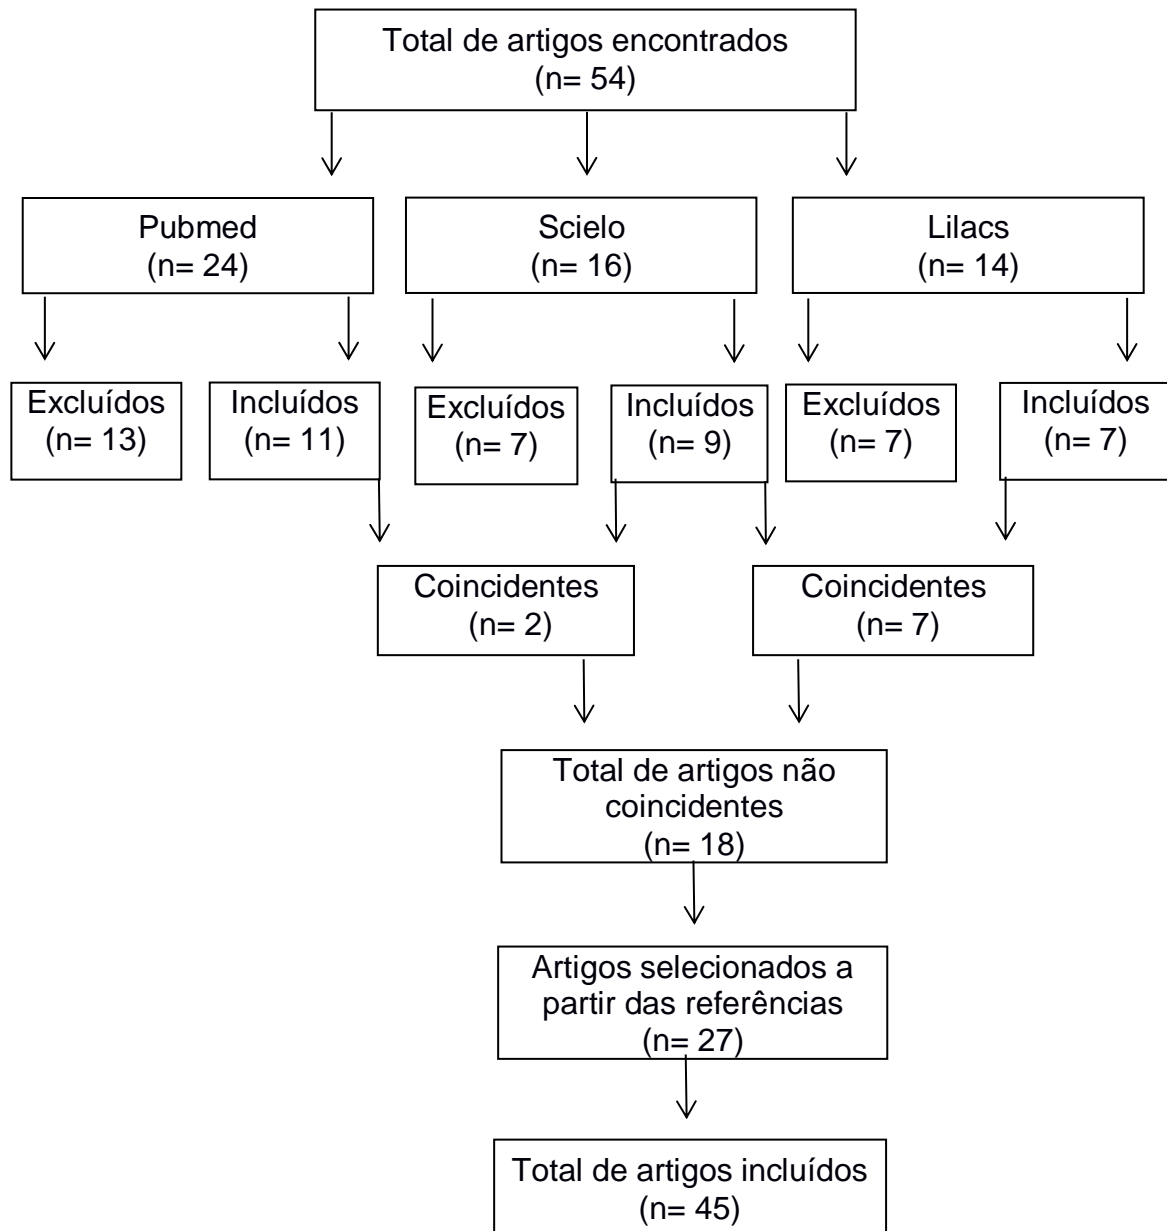 Total de artigos encontrados
(n= 54)
Pubmed
(n= 24)
Scielo
(n= 16)
Lilacs
(n= 14)
Excluídos
(n= 13)
Incluídos
(n= 11)
Excluídos
(n= 7)
Incluídos
(n= 9)
Excluídos
(n= 7)
Incluídos
(n= 7)
Coincidentes
(n= 2)
Coincidentes
(n= 7)
Total de artigos não
coincidentes
(n= 18)
Artigos selecionados a
partir das referências
(n= 27)
Total de artigos incluídos
(n= 45)